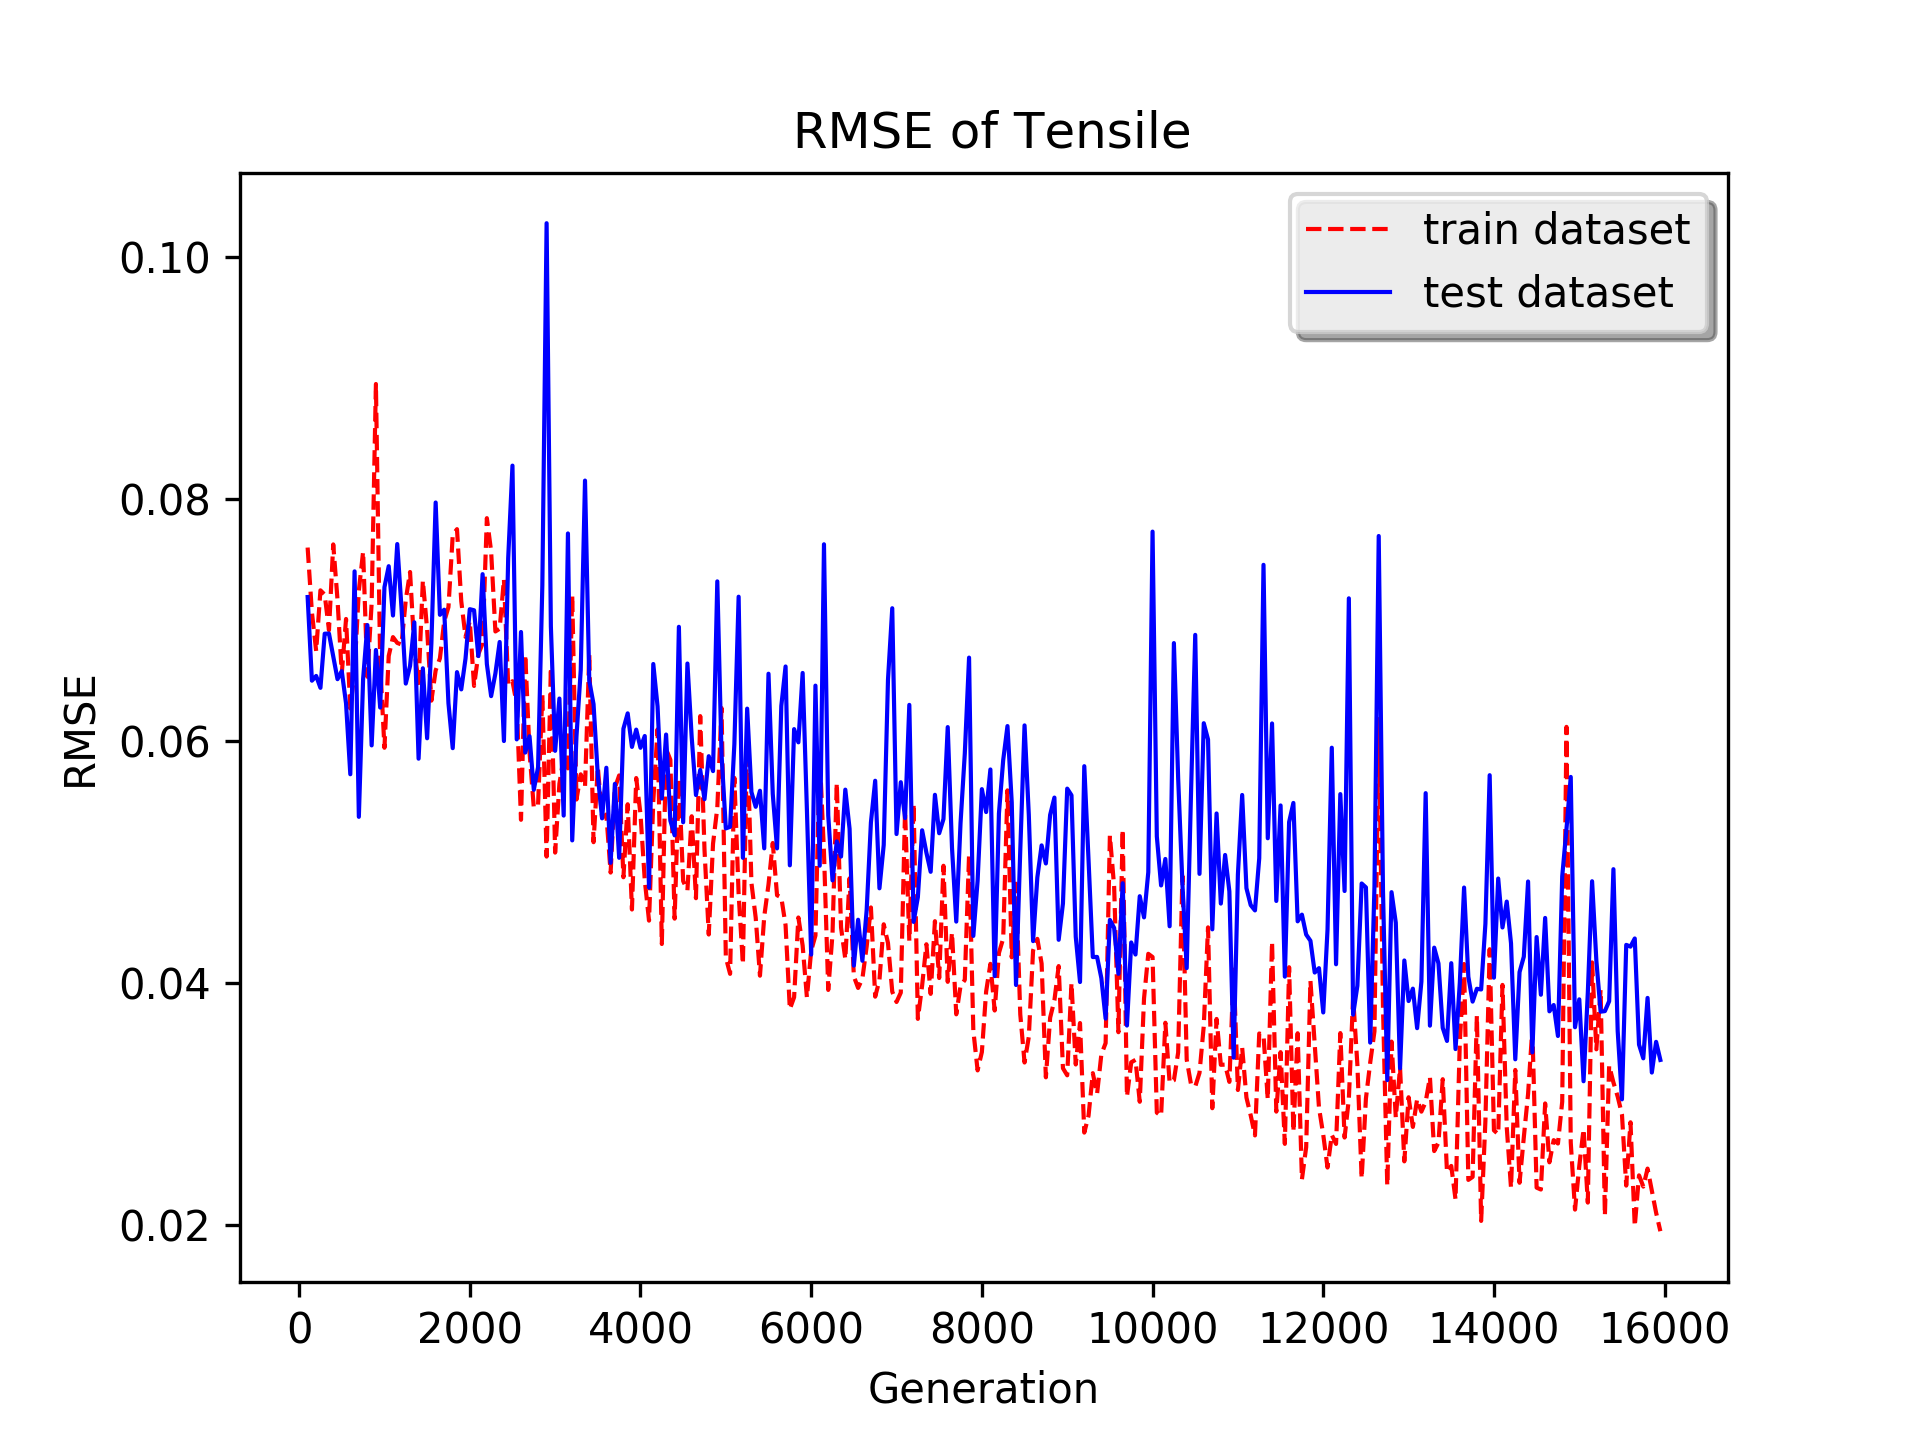 RMSE of Tensile
train dataset
test dataset
0.10
0.08
0.06
0.04
0.02
RMSE
0 2000 4000 6000 8000 10000 12000 14000 16000
Generation